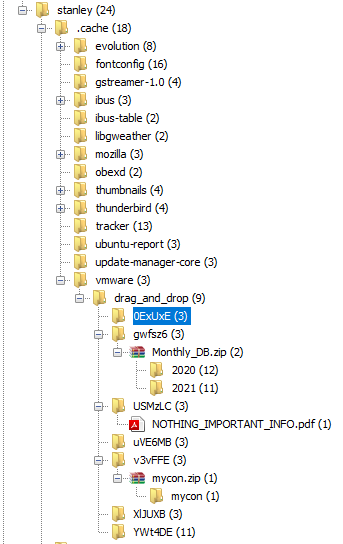 stanley (24)
.cache (18)
evolution (8)
fontconfig (16)
gstreamer-1.0 (4)
ibus (3)
ibus-table (2)
libgweather (2)
mozilla (3)
obexd (2)
thumbnails (4)
thunderbird (4)
tracker (13)
ubuntu-report (3)
update-manager-core (3)
vmware (3)
drag_and_drop (9)
0ExUxE (3)
gwfsz6 (3)
Monthly_DB.zip (2)
2020 (12)
2021 (11)
USMzLC (3)
NOTHING_IMPORTANT_INFO.pdf (1)
uVE6MB (3)
v3vFFE (3)
mycon.zip (1)
mycon (1)
XlJUXB (3)
YWt4DE (11)